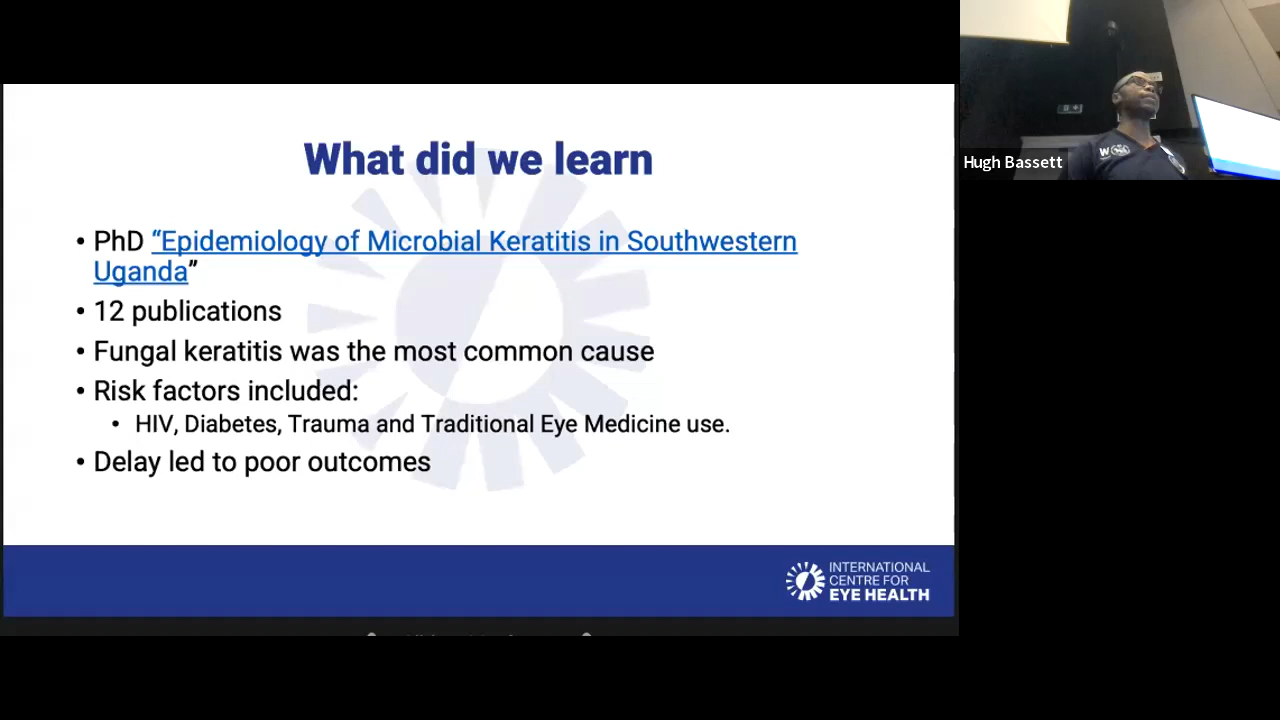 What did we learn
• PhD “Epidemiology of Microbial Keratitis in Southwestern
Uganda”
• 12 publications
• Fungal keratitis was the most common cause
• Risk factors included:
• HIV, Diabetes, Trauma and Traditional Eye Medicine use.
• Delay led to poor outcomes
INTERNATIONAL
CENTRE FOR
EYE HEALTH
Hugh Bassett